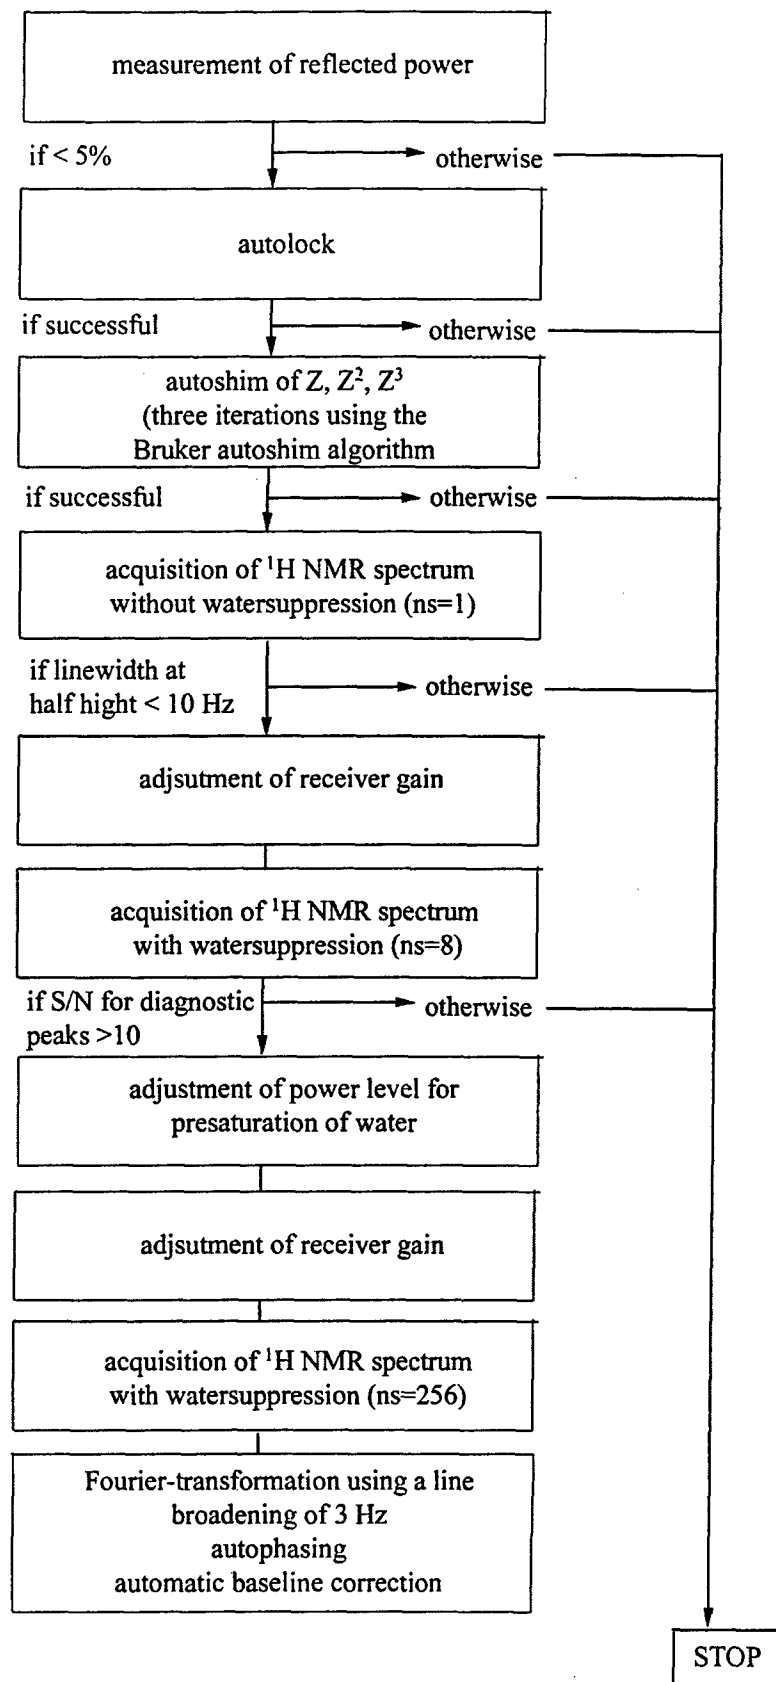 measurement of reflected power
if < 5%
otherwise
autolock
if successful
otherwise
autoshim of Z, Z², Z³
(three iterations using the
Bruker autoshim algorithm
if successful
otherwise
acquisition of ¹H NMR spectrum
without watersuppression (ns=1)
if linewidth at
half hight < 10 Hz
otherwise
adjsutment of receiver gain
acquisition of ¹H NMR spectrum
with watersuppression (ns=8)
if S/N for diagnostic
peaks >10
otherwise
adjustment of power level for
presaturation of water
adjsutment of receiver gain
acquisition of ¹H NMR spectrum
with watersuppression (ns=256)
Fourier-transformation using a line
broadening of 3 Hz
autophasing
automatic baseline correction
STOP